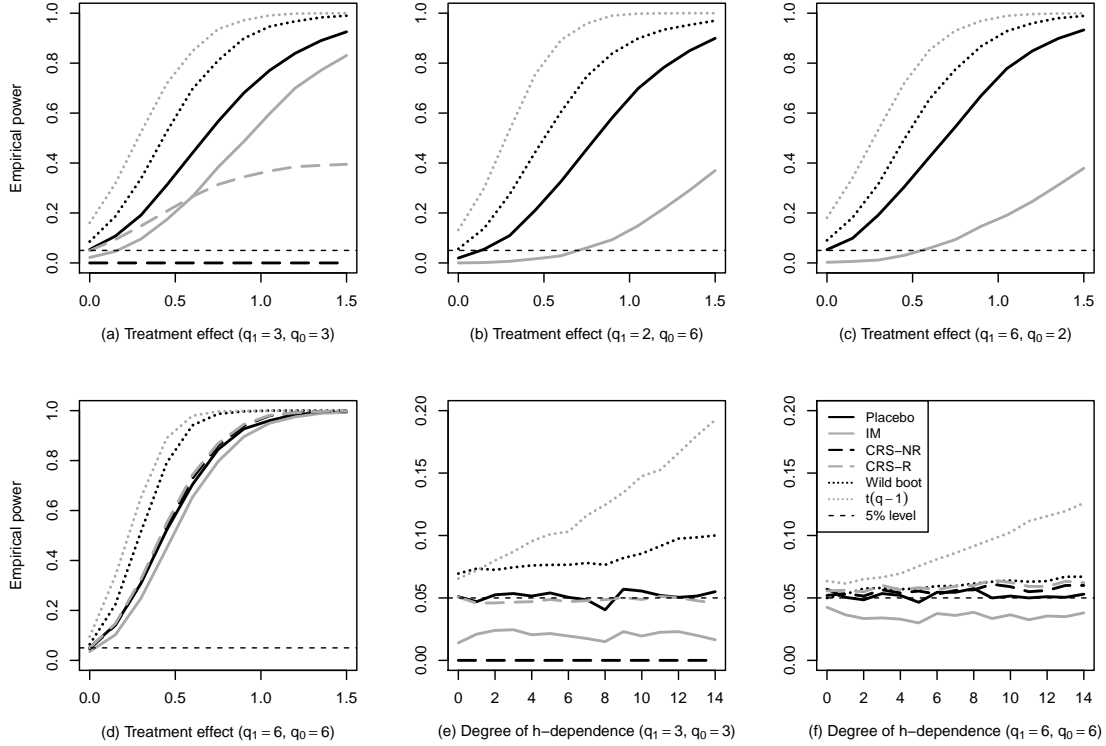 Empirical power
0.0 0.2 0.4 0.6 0.8 1.0
0.0 0.5 1.0 1.5
(a) Treatment effect (q₁ = 3, q₀ = 3)
0.0 0.2 0.4 0.6 0.8 1.0
0.0 0.5 1.0 1.5
(b) Treatment effect (q₁ = 2, q₀ = 6)
0.0 0.2 0.4 0.6 0.8 1.0
0.0 0.5 1.0 1.5
(c) Treatment effect (q₁ = 6, q₀ = 2)
Empirical power
0.0 0.2 0.4 0.6 0.8 1.0
0.0 0.5 1.0 1.5
(d) Treatment effect (q₁ = 6, q₀ = 6)
0.00 0.05 0.10 0.15 0.20
0 2 4 6 8 10 12 14
(e) Degree of h−dependence (q₁ = 3, q₀ = 3)
0.00 0.05 0.10 0.15 0.20
Placebo
IM
CRS−NR
CRS−R
Wild boot
t(q − 1)
5% level
0 2 4 6 8 10 12 14
(f) Degree of h−dependence (q₁ = 6, q₀ = 6)